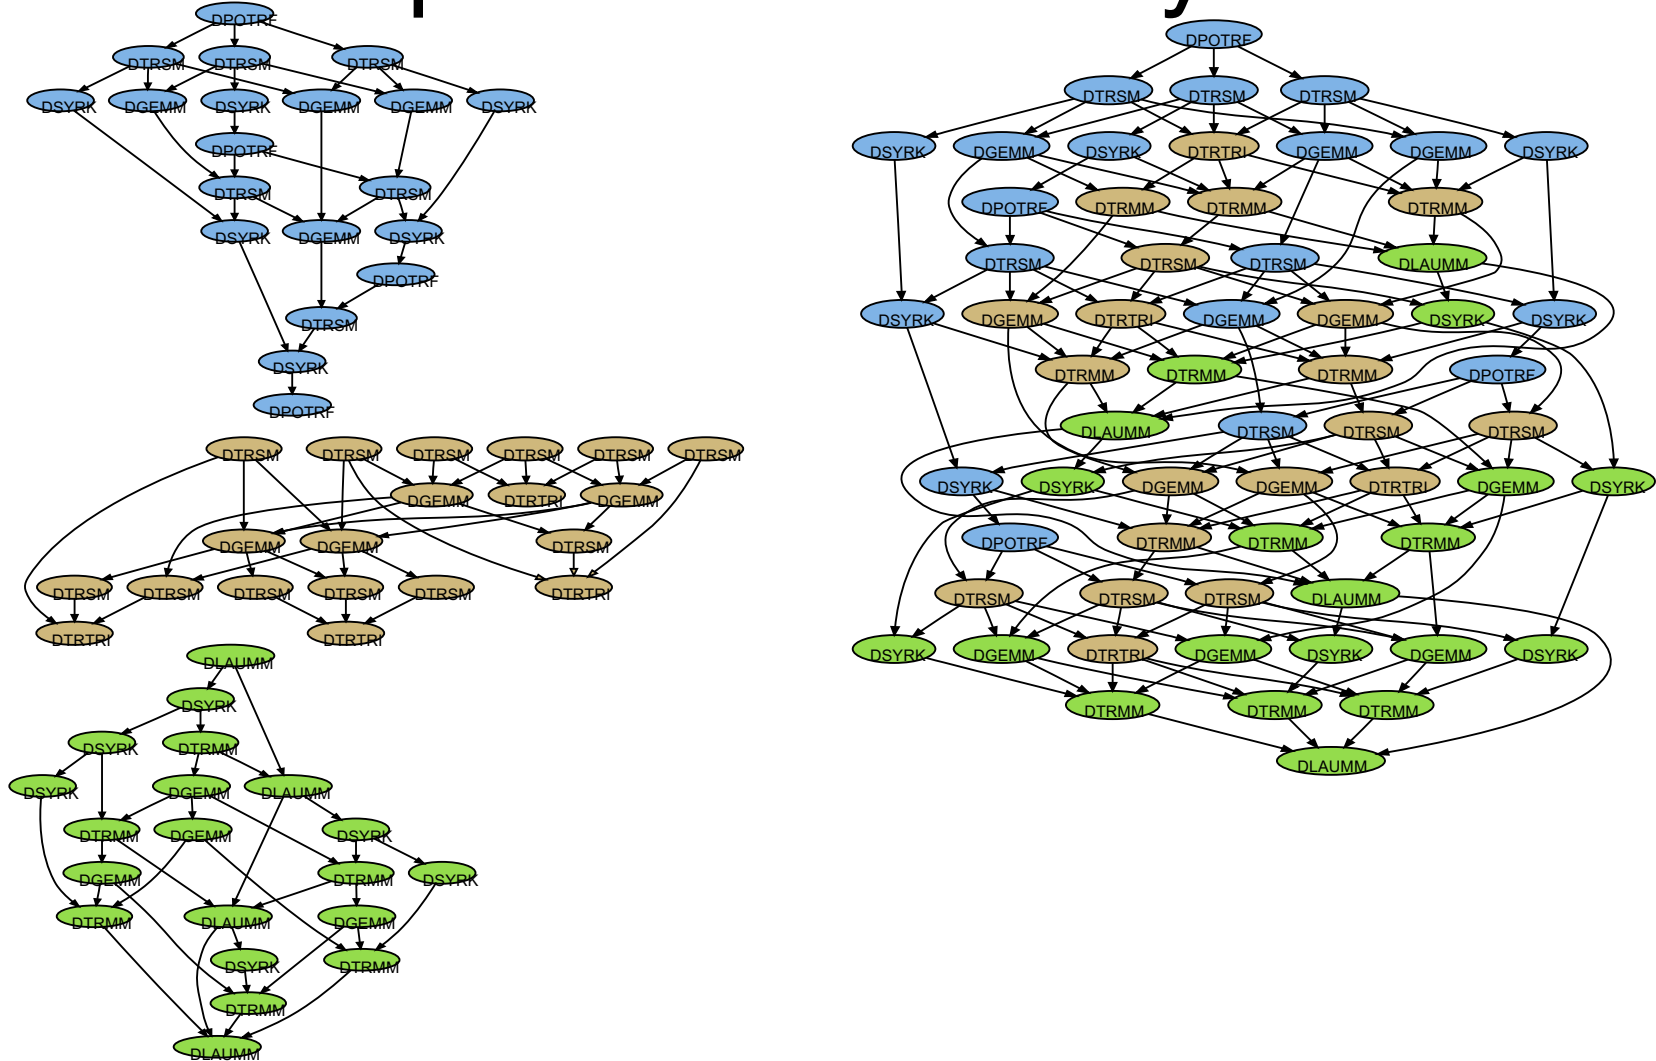 DPOTRF
DTRSM DTRSM DTRSM
DSYRK DGEMM DSYRK DGEMM DGEMM DSYRK
DPOTRF
DTRSM DTRSM
DSYRK DGEMM DSYRK
DPOTRF
DTRSM
DSYRK
DPOTRF
DTRSM DTRSM DTRSM DTRSM DTRSM DTRSM
DGEMM DTRTRI DGEMM
DGEMM DGEMM DTRSM
DTRSM DTRSM DTRSM DTRSM DTRSM DTRTRI
DTRTRI DTRTRI
DLAUMM
DSYRK
DSYRK DTRMM
DSYRK DGEMM DLAUMM
DTRMM DGEMM DSYRK
DGEMM DTRMM DSYRK
DTRMM DLAUMM DGEMM
DSYRK DTRMM
DTRMM
DLAUMM
DPOTRF
DTRSM DTRSM DTRSM
DSYRK DGEMM DSYRK DTRTRI DGEMM DGEMM DSYRK
DPOTRF DTRMM DTRMM DTRMM
DTRSM DTRSM DTRSM DLAUMM
DSYRK DGEMM DTRTRI DGEMM DGEMM DSYRK DSYRK
DTRMM DTRMM DTRMM DPOTRF
DLAUMM DTRSM DTRSM DTRSM
DSYRK DSYRK DGEMM DGEMM DTRTRI DGEMM DSYRK
DPOTRF DTRMM DTRMM DTRMM
DTRSM DTRSM DTRSM DLAUMM
DSYRK DGEMM DTRTRI DGEMM DSYRK DGEMM DSYRK
DTRMM DTRMM DTRMM
DLAUMM